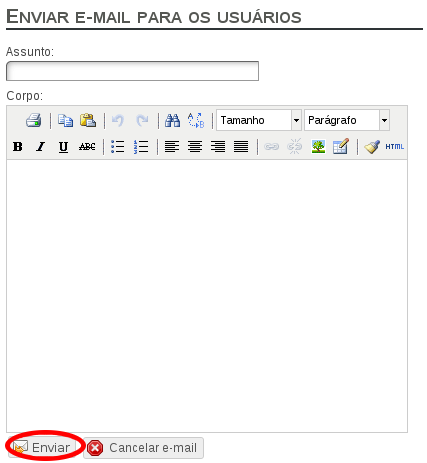 Enviar e-mail para os usuários
Assunto:
Corpo:
Tamanho Parágrafo
B I U ABC HTML
Enviar Cancelar e-mail